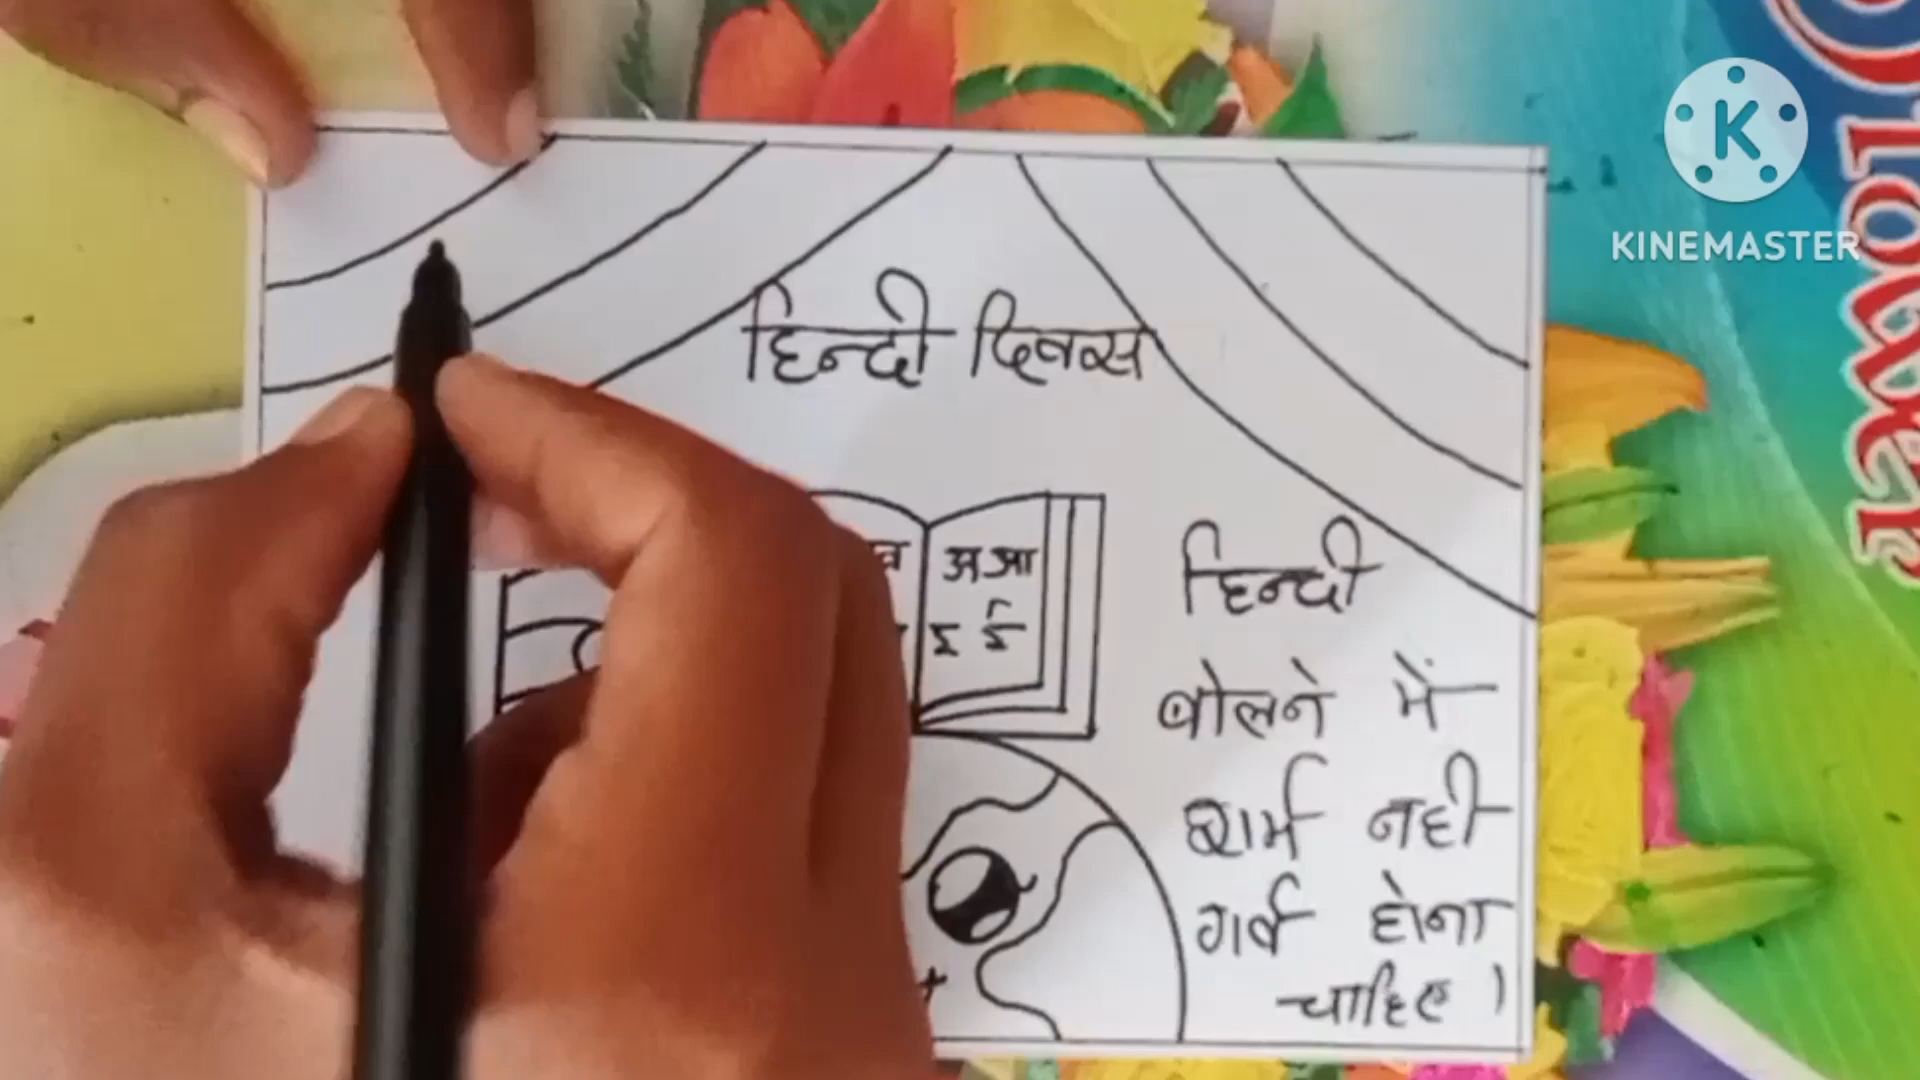 KINEMASTER
हिन्दी दिवस
अ आ
इ ई
हिन्दी
बोलने में
शर्म नही
गर्व होना
चाहिए।